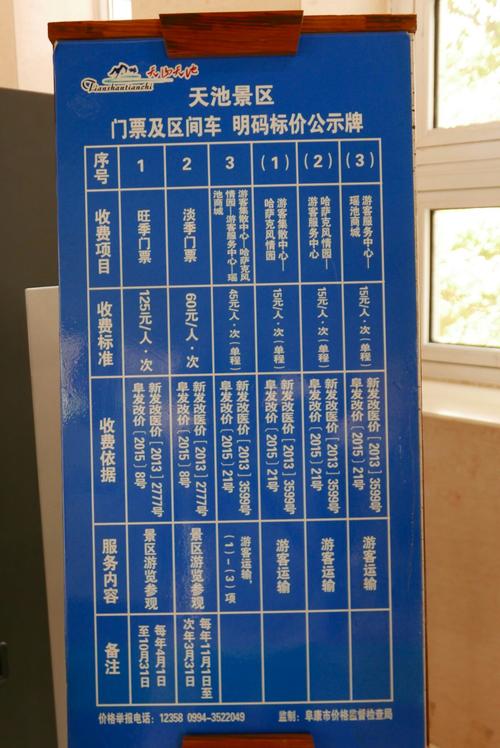 天山天池
Tianshantianchi
天池景区
门票及区间车 明码标价公示牌
序号 1 2 3 (1) (2) (3)
收费项目
旺季门票
淡季门票
游客集散中心—哈萨克风
情园—游客服务中心—瑶
池商城
游客集散中心—
哈萨克风情园
哈萨克风情园—
游客服务中心
游客服务中心—
瑶池商城
收费标准
125元/人·次
60元/人·次
45元/人·次(单程)
15元/人·次(单程)
15元/人·次(单程)
15元/人·次(单程)
收费依据
新发改医价[2013]2777号
阜发改价[2015]8号
新发改医价[2013]2777号
阜发改价[2015]8号
新发改医价[2013]3599号
阜发改价[2015]21号
新发改医价[2013]3599号
阜发改价[2015]21号
新发改医价[2013]3599号
阜发改价[2015]21号
新发改医价[2013]3599号
阜发改价[2015]21号
服务内容
景区游览参观
景区游览参观
游客运输,
(1)-(3)项
游客运输
游客运输
游客运输
备注
每年4月1日
至10月31日
每年11月1日至
次年3月31日
价格举报电话:12358 0994-3522049 监制:阜康市价格监督检查局